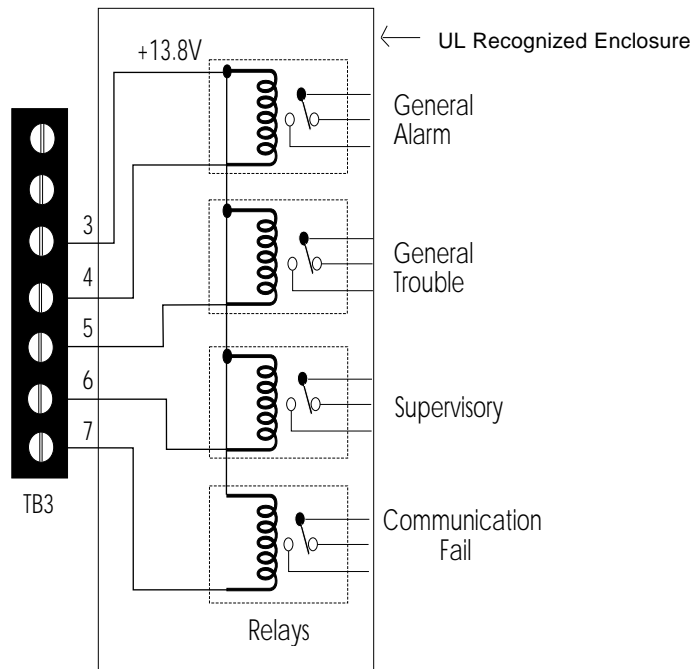 UL Recognized Enclosure
+13.8V
General
Alarm
3
General
Trouble
4
5
6
Supervisory
7
TB3
Communication
Fail
Relays